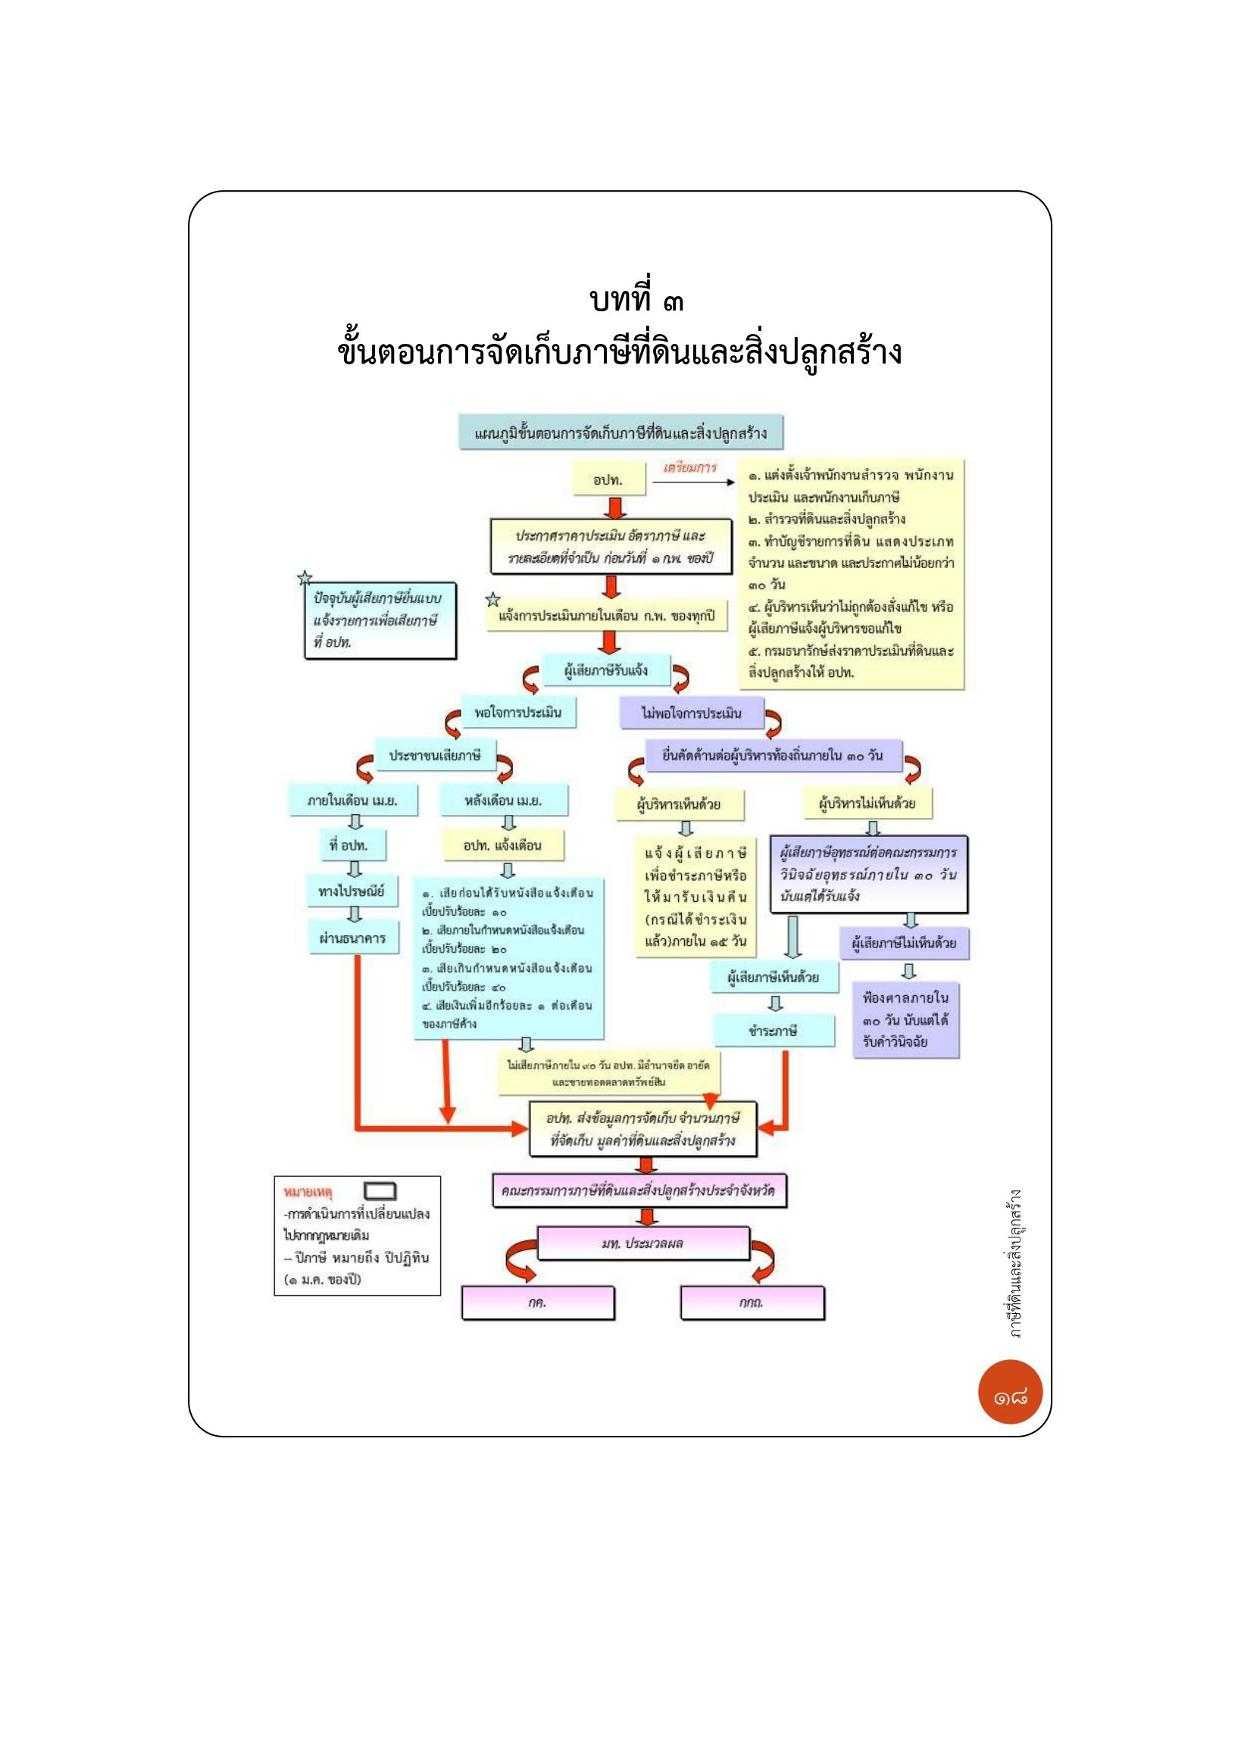 บทที่ ๓
ขั้นตอนการจัดเก็บภาษีที่ดินและสิ่งปลูกสร้าง
แผนภูมิขั้นตอนการจัดเก็บภาษีที่ดินและสิ่งปลูกสร้าง
อปท.
เตรียมการ
๑. แต่งตั้งเจ้าพนักงานสำรวจ พนักงาน
ประเมิน และพนักงานเก็บภาษี
๒. สำรวจที่ดินและสิ่งปลูกสร้าง
๓. ทำบัญชีรายการที่ดิน แสดงประเภท
จำนวน และขนาด และประกาศไม่น้อยกว่า
๓๐ วัน
๔. ผู้บริหารเห็นว่าไม่ถูกต้องสั่งแก้ไข หรือ
ผู้เสียภาษีแจ้งผู้บริหารขอแก้ไข
๕. กรมธนารักษ์ส่งราคาประเมินที่ดินและ
สิ่งปลูกสร้างให้ อปท.
ประกาศราคาประเมิน อัตราภาษี และ
รายละเอียดที่จำเป็น ก่อนวันที่ ๑ ก.พ. ของปี
ปัจจุบันผู้เสียภาษียื่นแบบ
แจ้งรายการเพื่อเสียภาษี
ที่ อปท.
แจ้งการประเมินภายในเดือน ก.พ. ของทุกปี
ผู้เสียภาษีรับแจ้ง
พอใจการประเมิน
ไม่พอใจการประเมิน
ประชาชนเสียภาษี
ยื่นคัดค้านต่อผู้บริหารท้องถิ่นภายใน ๓๐ วัน
ภายในเดือน เม.ย.
หลังเดือน เม.ย.
ผู้บริหารเห็นด้วย
ผู้บริหารไม่เห็นด้วย
ที่ อปท.
อปท. แจ้งเตือน
แจ้งผู้เสียภาษี
เพื่อชำระภาษีหรือ
ให้มารับเงินคืน
(กรณีได้ชำระเงิน
แล้ว)ภายใน ๑๕ วัน
ผู้เสียภาษีอุทธรณ์ต่อคณะกรรมการ
วินิจฉัยอุทธรณ์ภายใน ๓๐ วัน
นับแต่ได้รับแจ้ง
ทางไปรษณีย์
ผ่านธนาคาร
๑. เสียก่อนได้รับหนังสือแจ้งเตือน
เบี้ยปรับร้อยละ ๑๐
๒. เสียภายในกำหนดหนังสือแจ้งเตือน
เบี้ยปรับร้อยละ ๒๐
๓. เสียเกินกำหนดหนังสือแจ้งเตือน
เบี้ยปรับร้อยละ ๔๐
๔. เสียเงินเพิ่มอีกร้อยละ ๑ ต่อเดือน
ของภาษีค้าง
ผู้เสียภาษีไม่เห็นด้วย
ผู้เสียภาษีเห็นด้วย
ฟ้องศาลภายใน
๓๐ วัน นับแต่ได้
รับคำวินิจฉัย
ชำระภาษี
ไม่เสียภาษีภายใน ๙๐ วัน อปท. มีอำนาจยึด อายัด
และขายทอดตลาดทรัพย์สิน
อปท. ส่งข้อมูลการจัดเก็บ จำนวนภาษี
ที่จัดเก็บ มูลค่าที่ดินและสิ่งปลูกสร้าง
คณะกรรมการภาษีที่ดินและสิ่งปลูกสร้างประจำจังหวัด
มท. ประมวลผล
กค.
กกถ.
หมายเหตุ
-การดำเนินการที่เปลี่ยนแปลง
ไปจากกฎหมายเดิม
-- ปีภาษี หมายถึง ปีปฏิทิน
(๑ ม.ค. ของปี)
ภาษีที่ดินและสิ่งปลูกสร้าง
๑๘